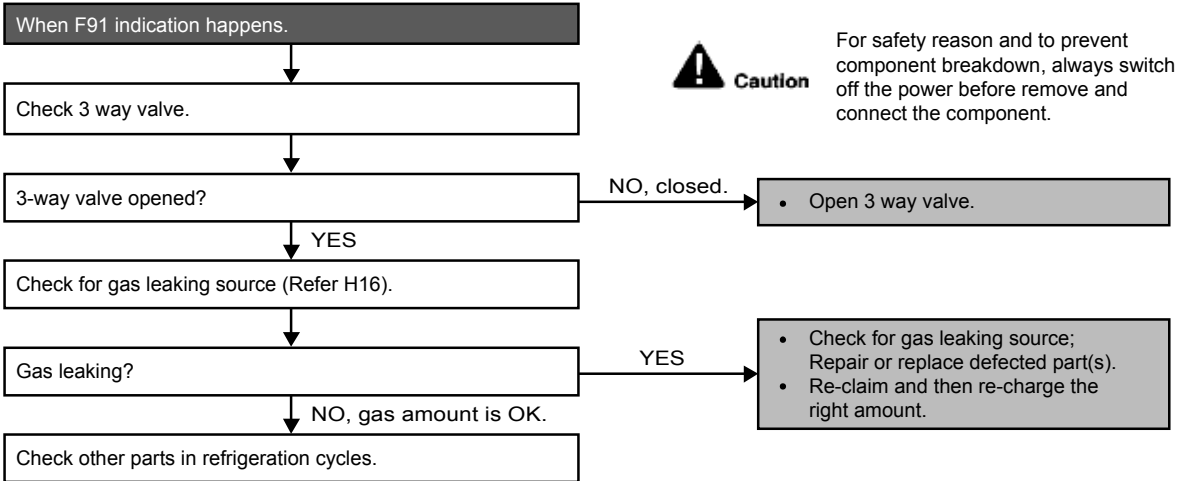 When F91 indication happens.
Caution
For safety reason and to prevent
component breakdown, always switch
off the power before remove and
connect the component.
Check 3 way valve.
3-way valve opened?
NO, closed.
• Open 3 way valve.
YES
Check for gas leaking source (Refer H16).
Gas leaking?
YES
• Check for gas leaking source;
Repair or replace defected part(s).
• Re-claim and then re-charge the
right amount.
NO, gas amount is OK.
Check other parts in refrigeration cycles.